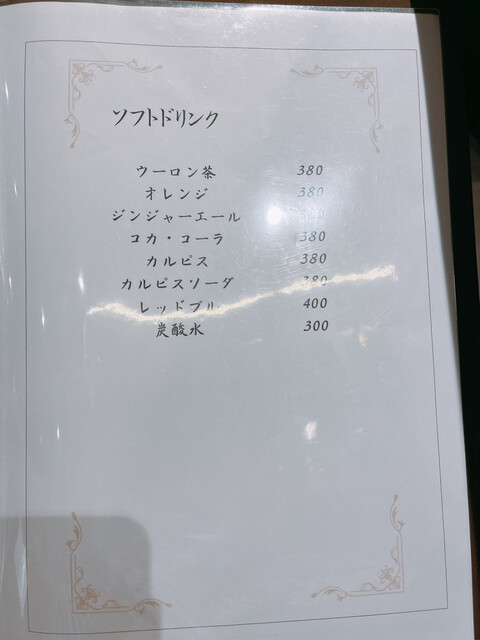 ソフトドリンク
ウーロン茶 380
オレンジ 380
ジンジャーエール
コカ・コーラ 380
カルピス 380
カルピスソーダ 380
レッドブル 400
炭酸水 300